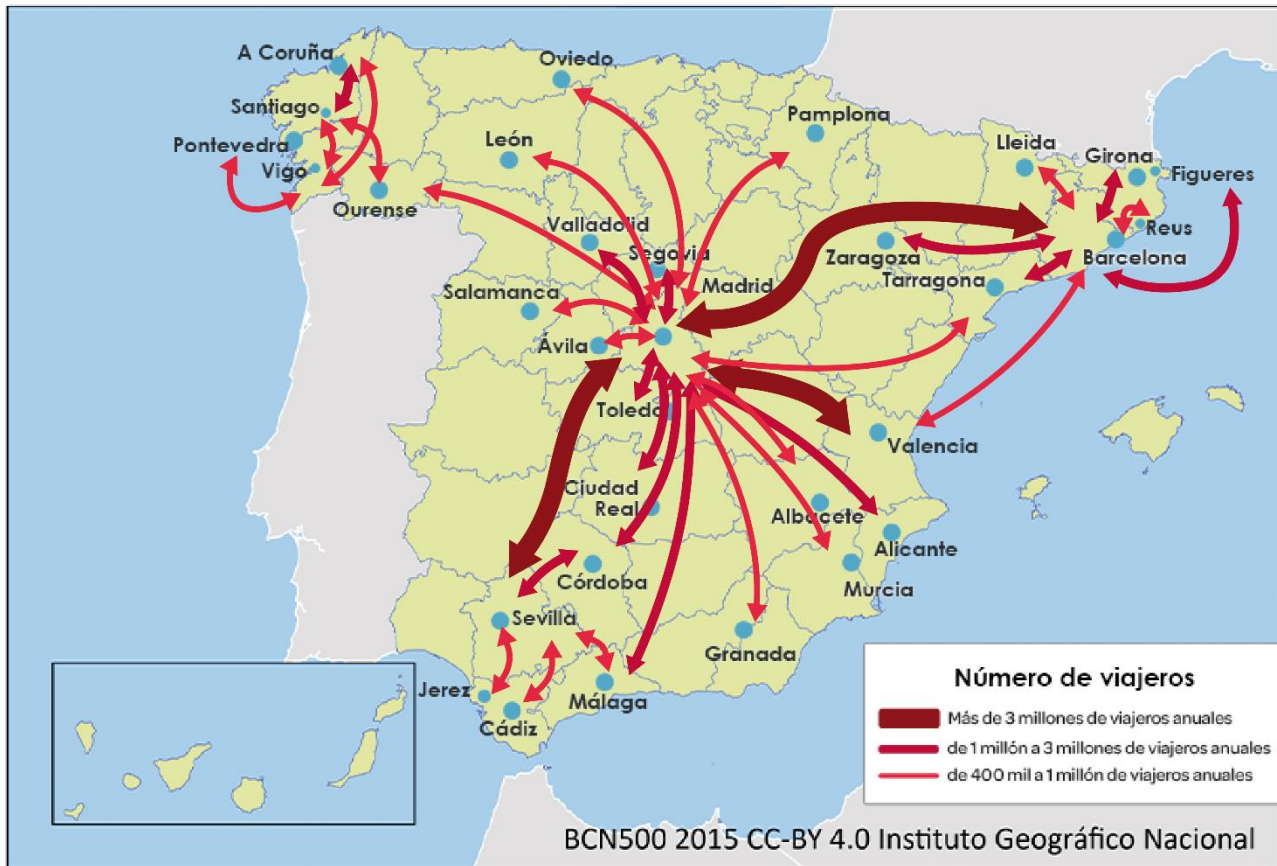 A Coruña
Oviedo
Santiago
Pamplona
Pontevedra
León
Lleida
Girona
Vigo
Figueres
Ourense
Valladolid
Reus
Segovia
Zaragoza
Barcelona
Madrid
Tarragona
Salamanca
Ávila
Toledo
Valencia
Ciudad
Real
Albacete
Alicante
Córdoba
Murcia
Sevilla
Granada
Jerez
Málaga
Cádiz
Número de viajeros
Más de 3 millones de viajeros anuales
de 1 millón a 3 millones de viajeros anuales
de 400 mil a 1 millón de viajeros anuales
BCN500 2015 CC-BY 4.0 Instituto Geográfico Nacional